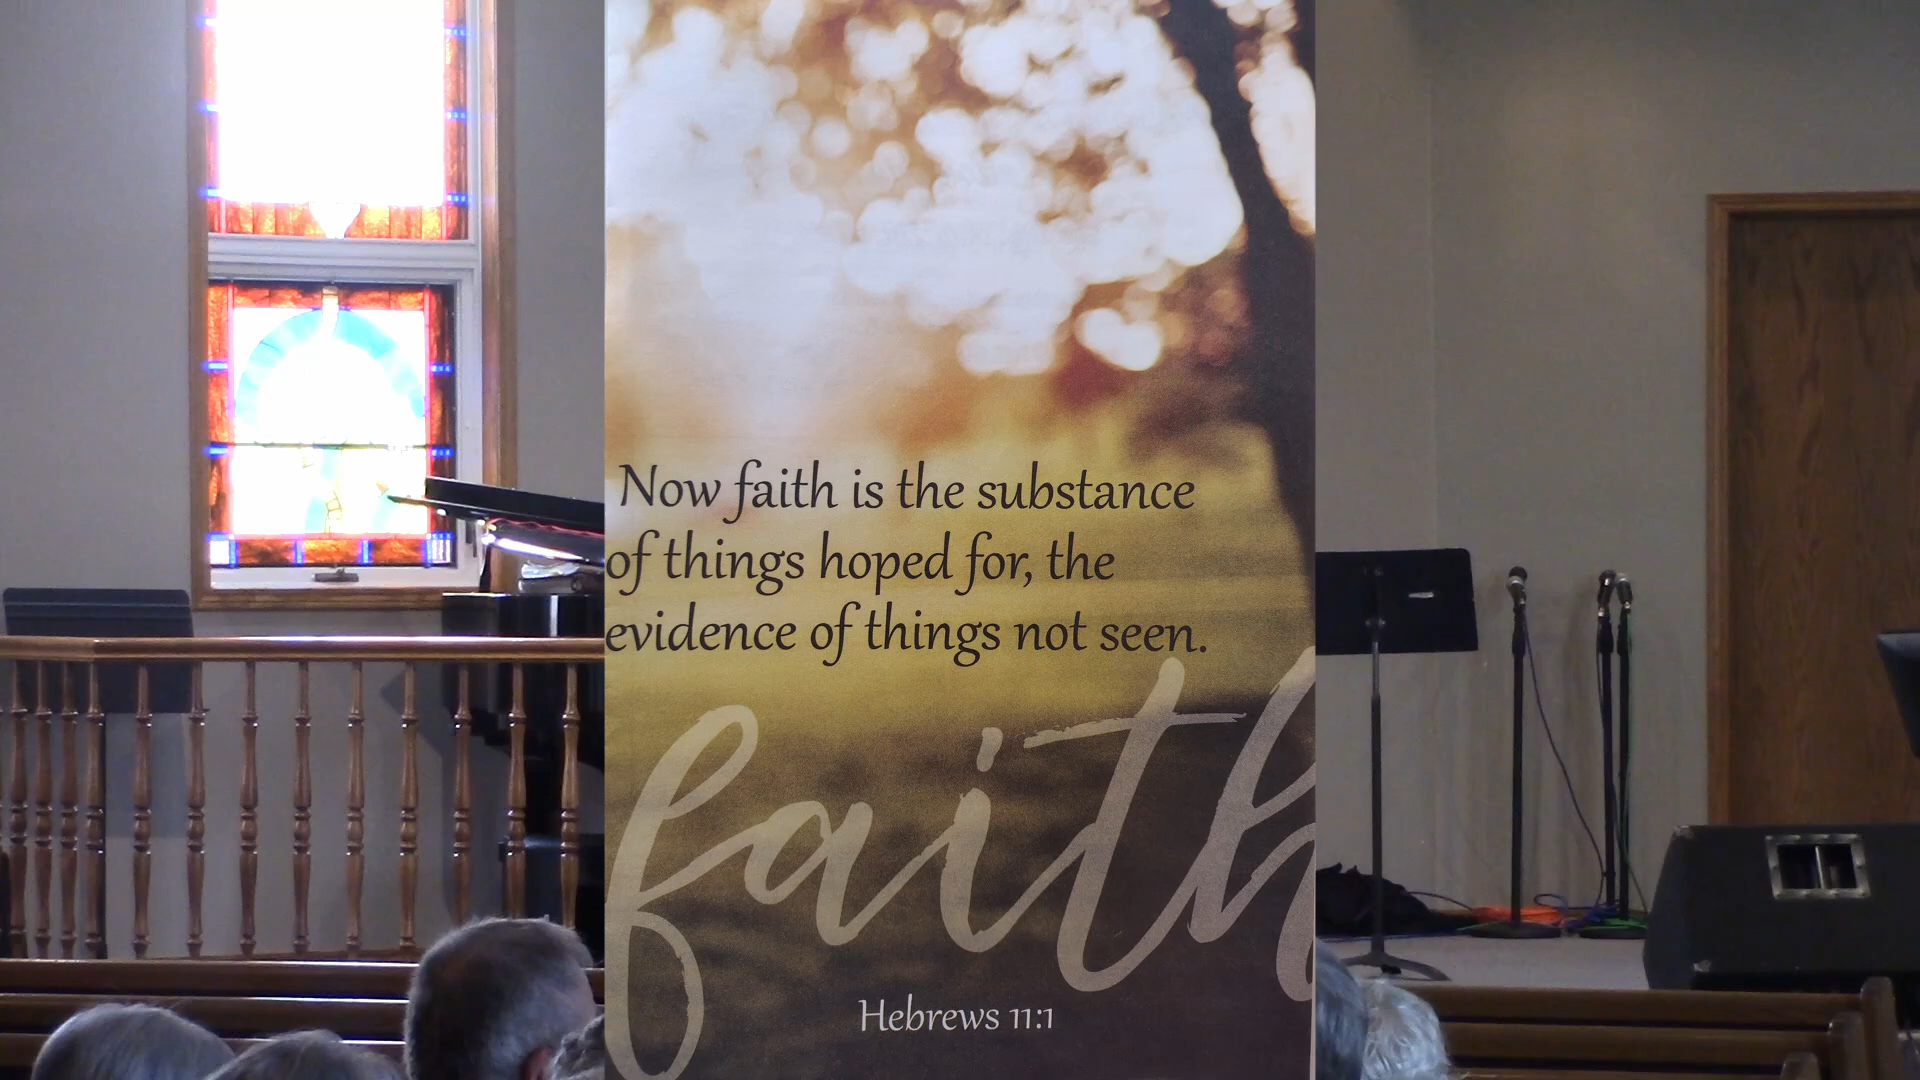 Now faith is the substance
of things hoped for, the
evidence of things not seen.
faith
Hebrews 11:1